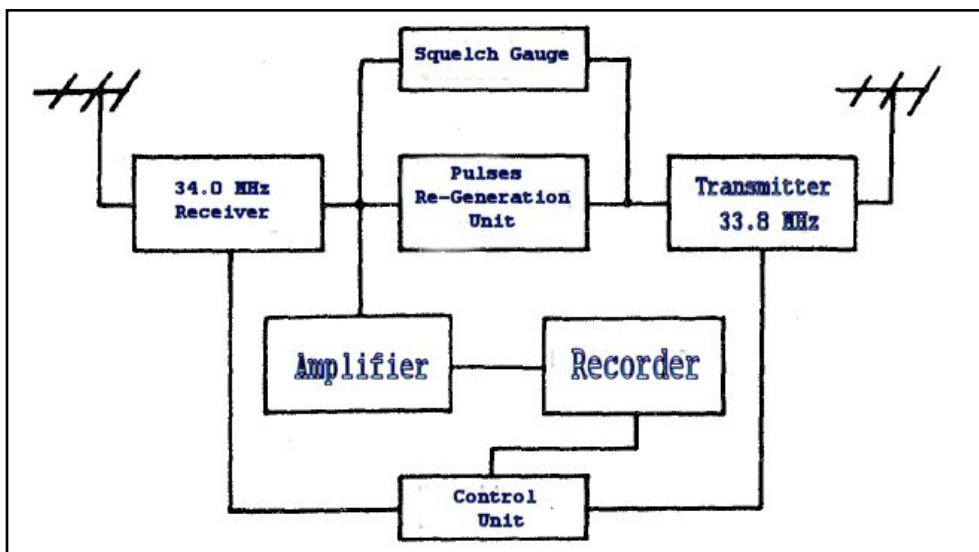 Squelch Gauge
34.0 MHz
Receiver
Pulses
Re-Generation
Unit
Transmitter
33.8 MHz
Amplifier
Recorder
Control
Unit